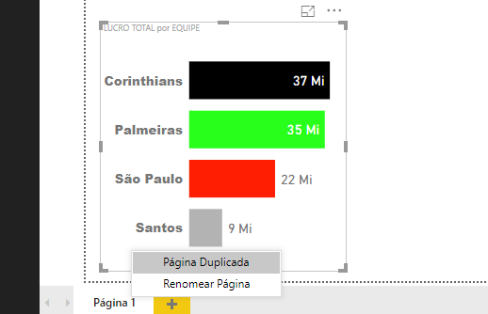 LUCRO TOTAL por EQUIPE
Corinthians 37 Mi
Palmeiras 35 Mi
São Paulo 22 Mi
Santos 9 Mi
Página Duplicada
Renomear Página
Página 1